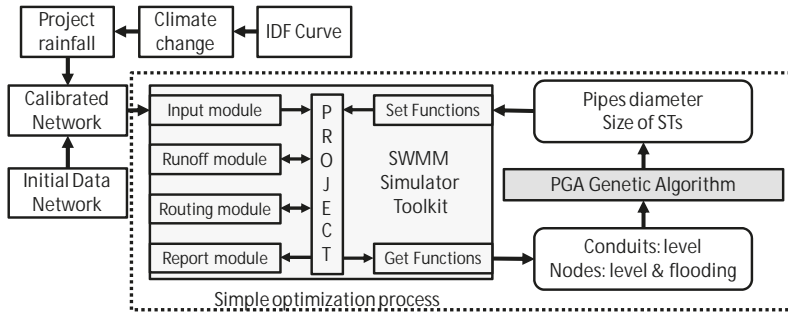 Project
rainfall
Climate
change
IDF Curve
Calibrated
Network
Initial Data
Network
Input module
Runoff module
Routing module
Report module
P
R
O
J
E
C
T
Set Functions
SWMM
Simulator
Toolkit
Get Functions
Pipes diameter
Size of STs
PGA Genetic Algorithm
Conduits: level
Nodes: level & flooding
Simple optimization process